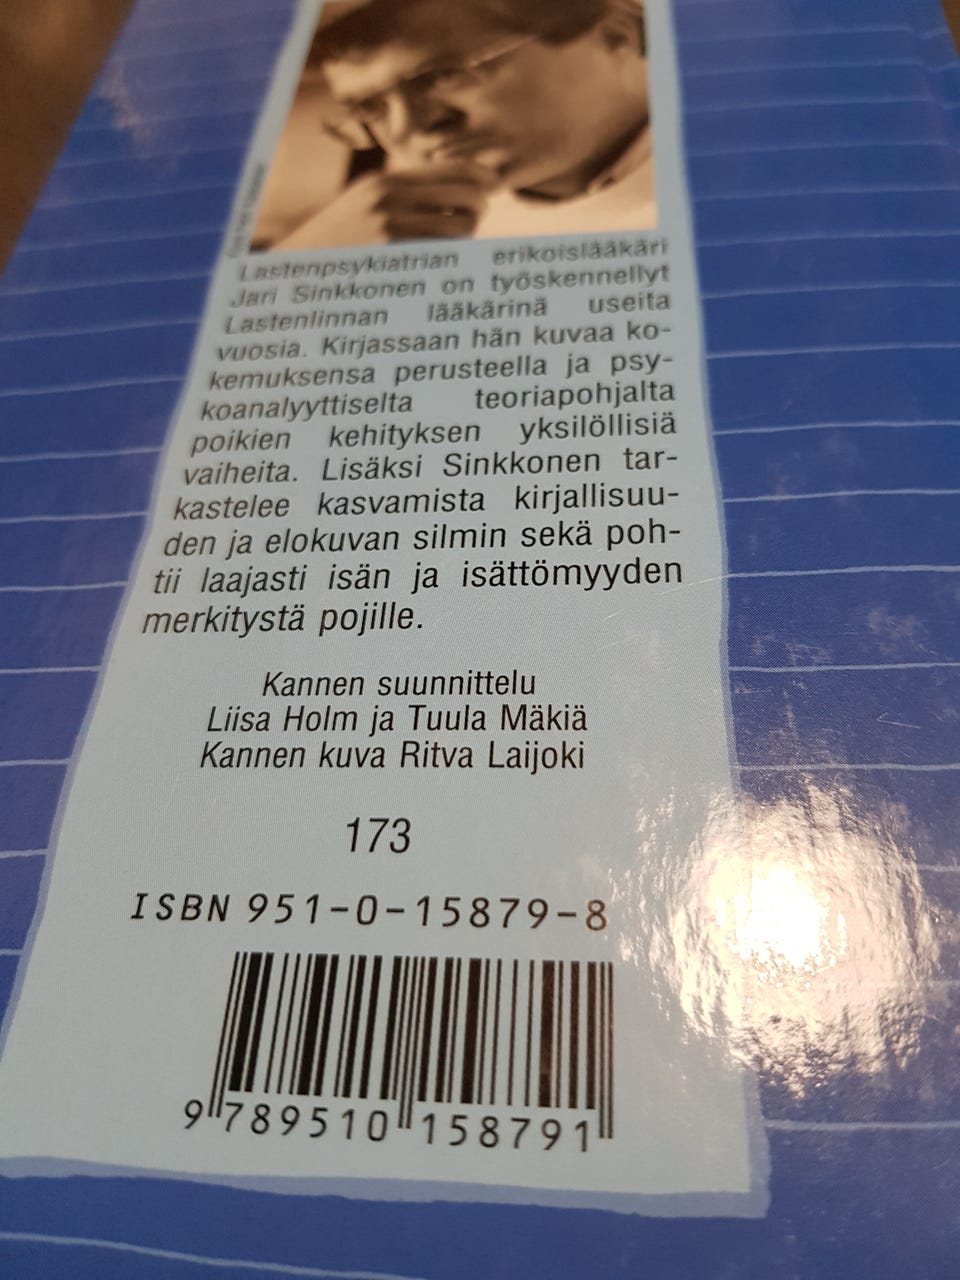 Lastenpsykiatrian erikoislääkäri
Jari Sinkkonen on työskennellyt
Lastenlinnan lääkärinä useita
vuosia. Kirjassaan hän kuvaa ko-
kemuksensa perusteella ja psy-
koanalyyttiselta teoriapohjalta
poikien kehityksen yksilöllisiä
vaiheita. Lisäksi Sinkkonen tar-
kastelee kasvamista kirjallisuu-
den ja elokuvan silmin sekä poh-
tii laajasti isän ja isättömyyden
merkitystä pojille.
Kannen suunnittelu
Liisa Holm ja Tuula Mäkiä
Kannen kuva Ritva Laijoki
173
ISBN 951-0-15879-8
9 789510 158791